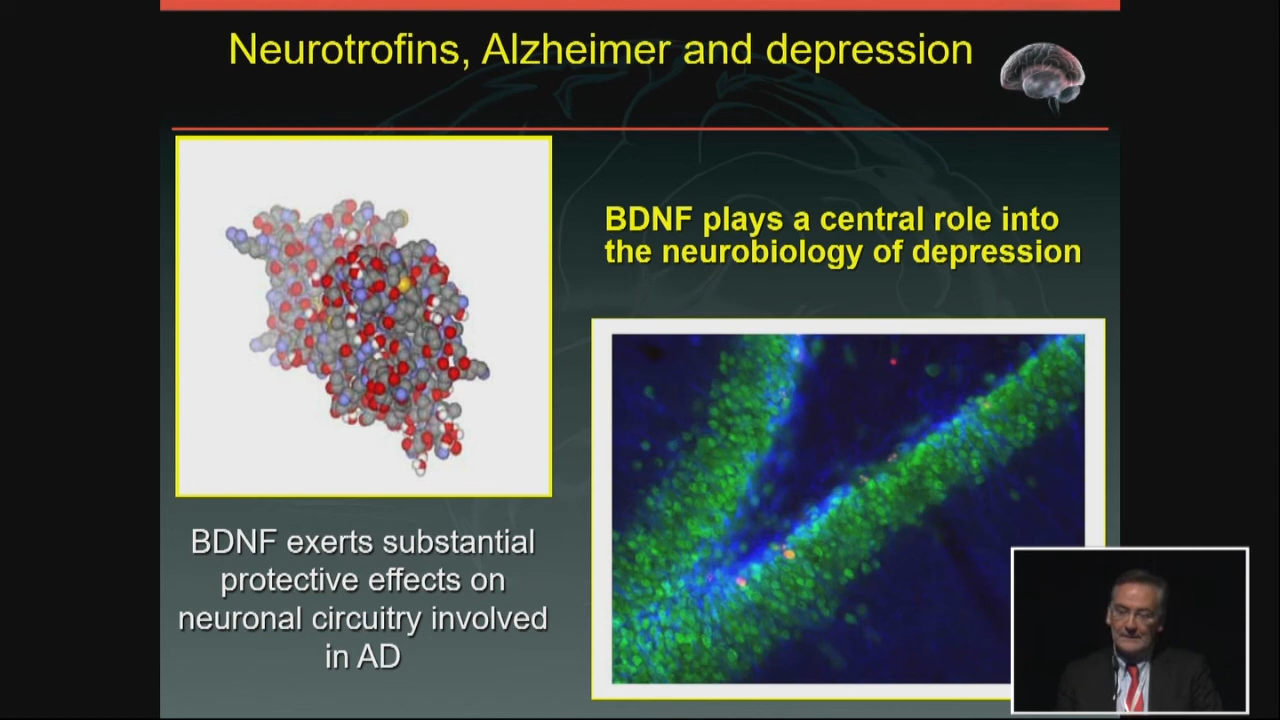 Neurotrofins, Alzheimer and depression
BDNF plays a central role into
the neurobiology of depression
BDNF exerts substantial
protective effects on
neuronal circuitry involved
in AD